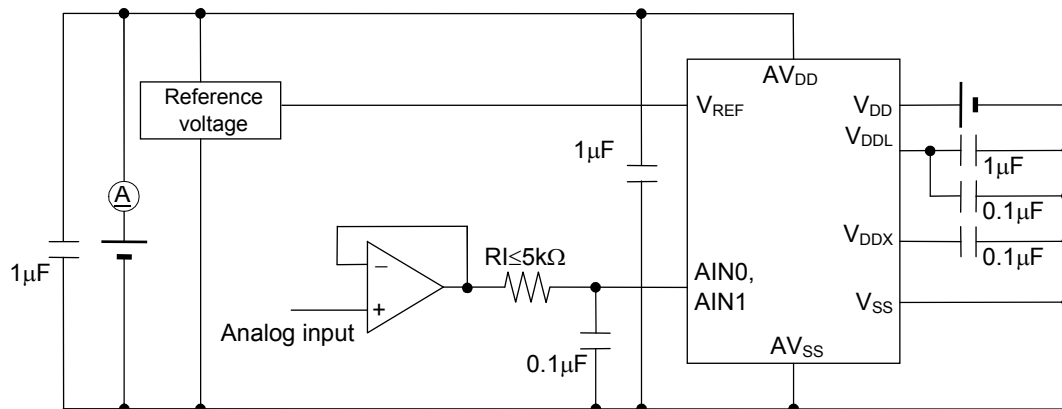 AVDD
Reference
voltage
VREF
VDD
VDDL
1μF
1μF
A
0.1μF
VDDX
0.1μF
1μF
−
RI≤5kΩ
AIN0,
AIN1
+
VSS
Analog input
0.1μF
AVSS